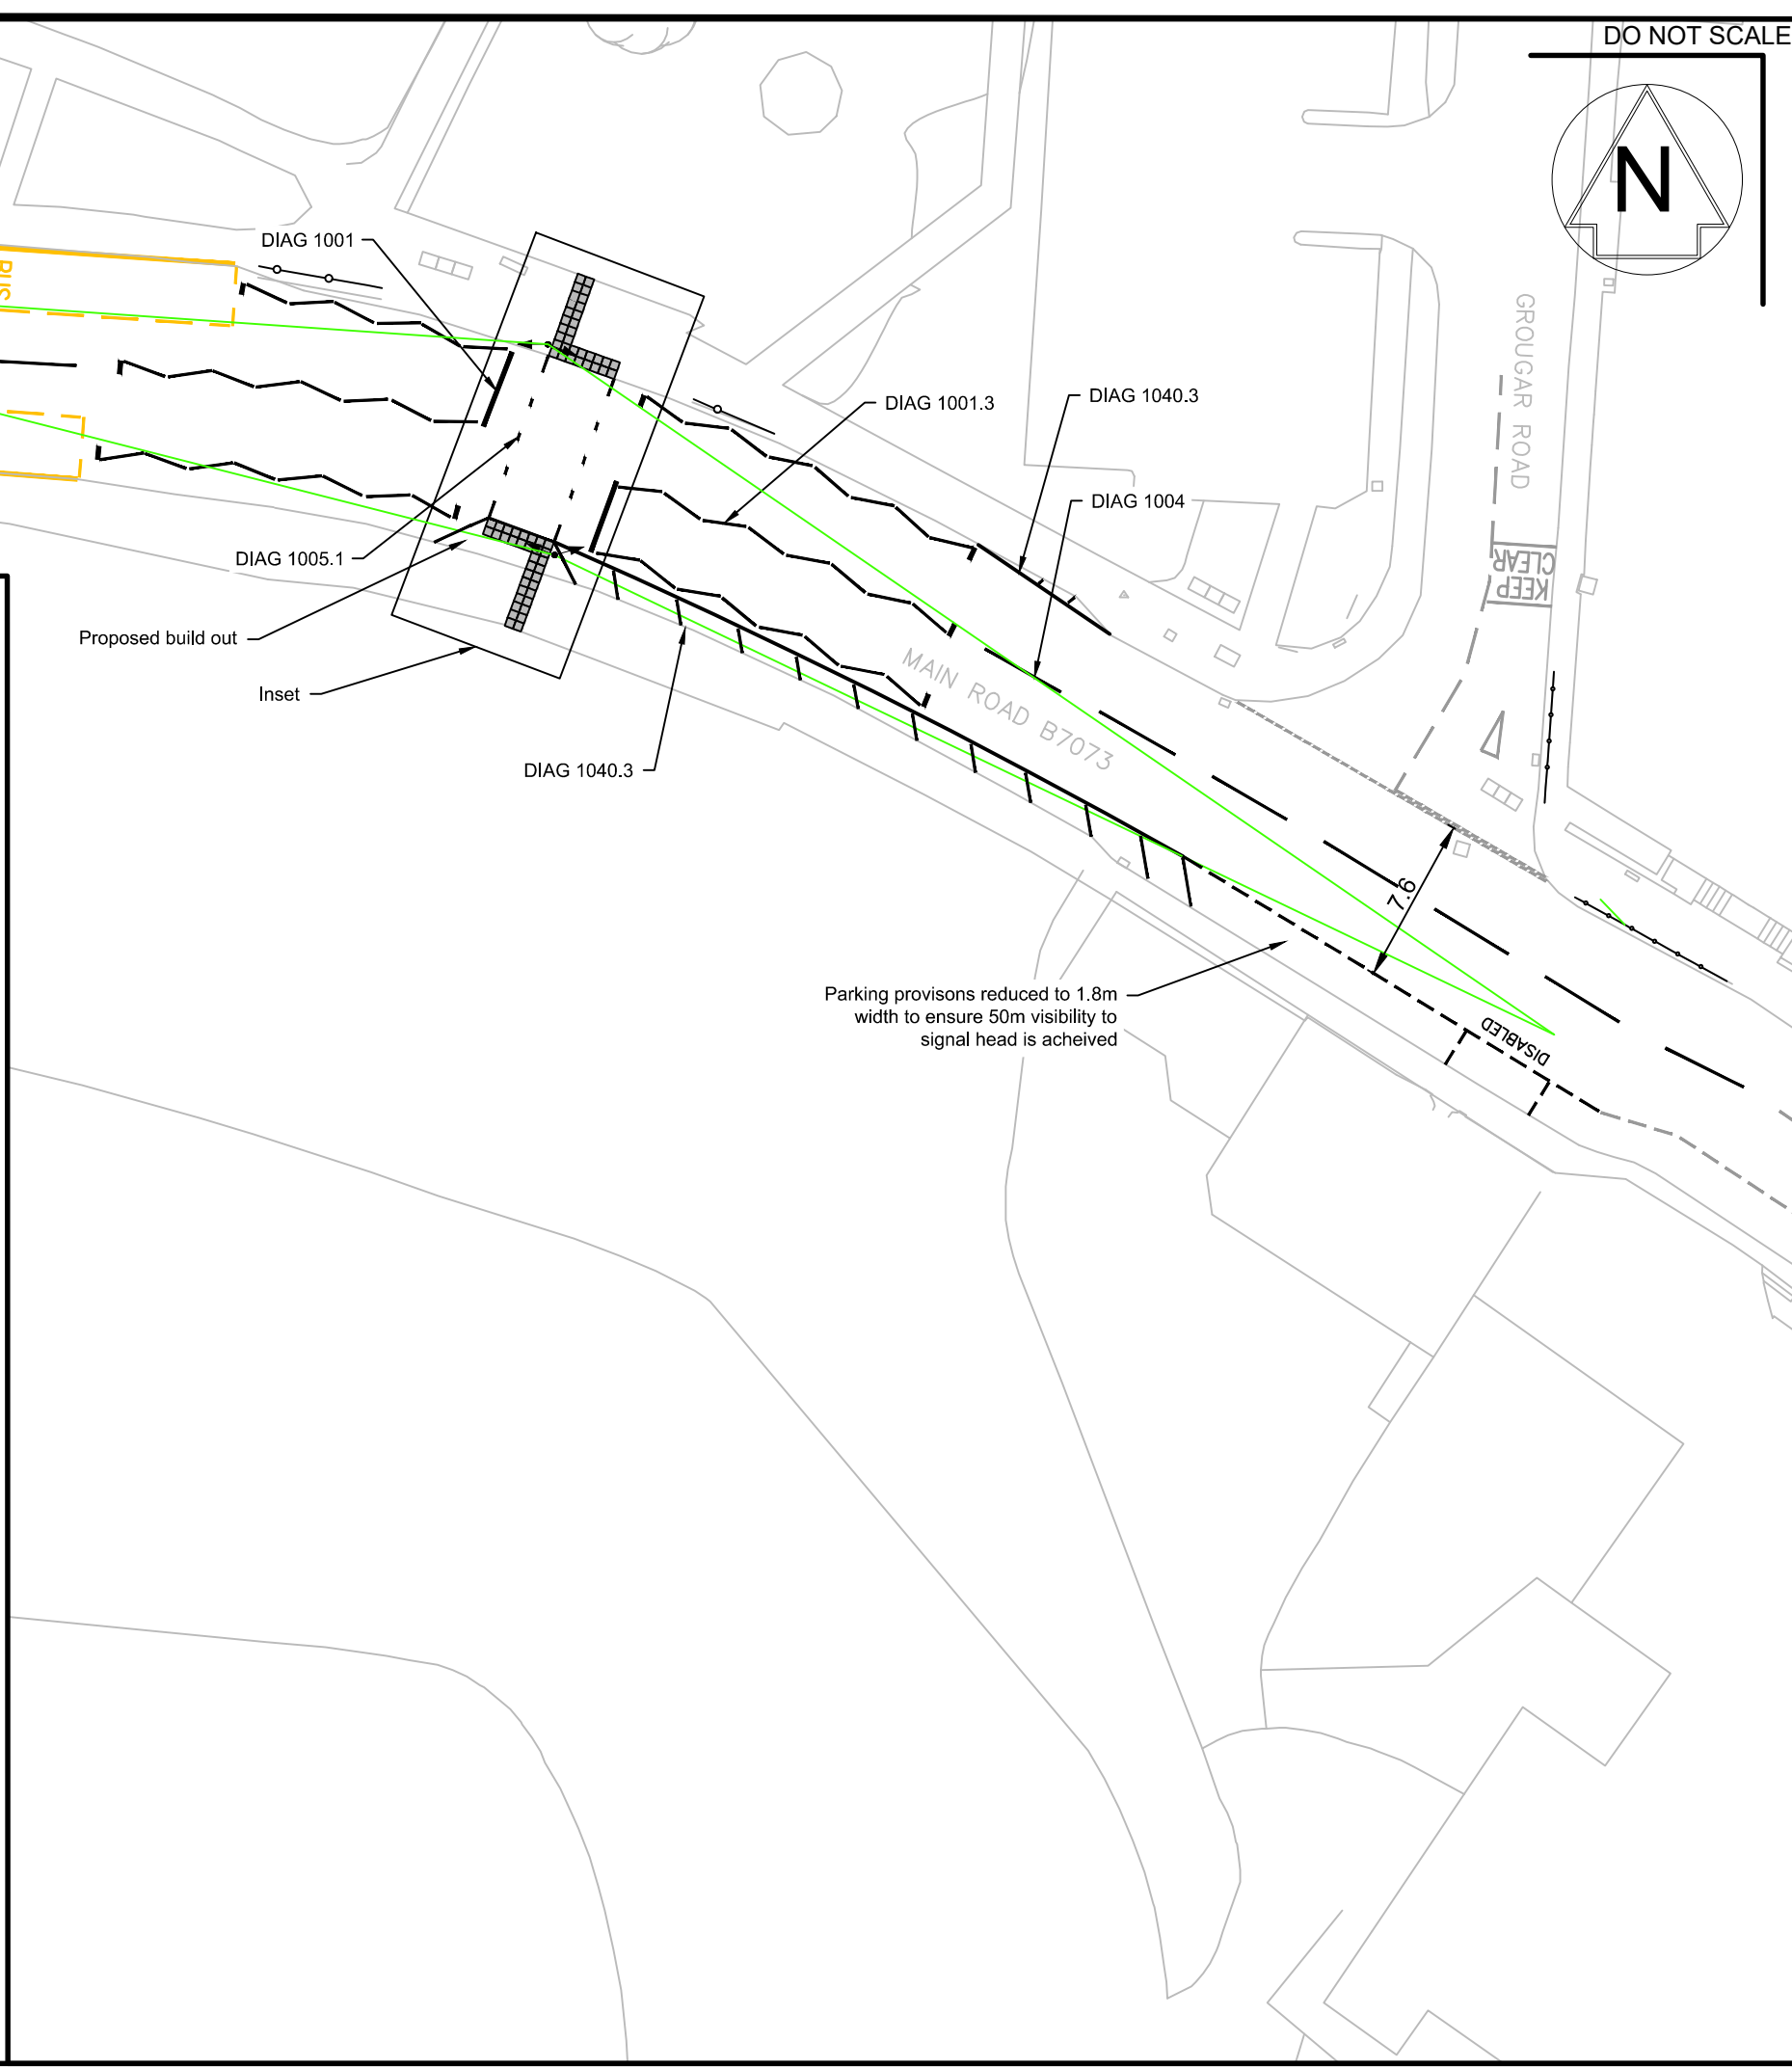 DO NOT SCALE
N
DIAG 1001
BUS
GROUGAR ROAD
DIAG 1040.3
DIAG 1001.3
DIAG 1004
DIAG 1005.1
KEEP
CLEAR
Proposed build out
Inset
MAIN ROAD B7073
DIAG 1040.3
7.6
Parking provisons reduced to 1.8m
width to ensure 50m visibility to
signal head is acheived
DISABLED